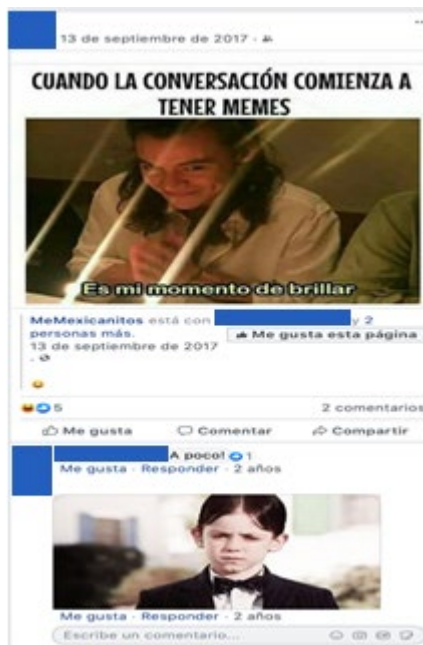 13 de septiembre de 2017 ·
CUANDO LA CONVERSACIÓN COMIENZA A
TENER MEMES
Es mi momento de brillar
MeMexicanitos está con y 2
personas más.
Me gusta esta página
13 de septiembre de 2017
·
5
2 comentarios
Me gusta Comentar Compartir
A poco! 1
Me gusta · Responder · 2 años
Me gusta · Responder · 2 años
Escribe un comentario...